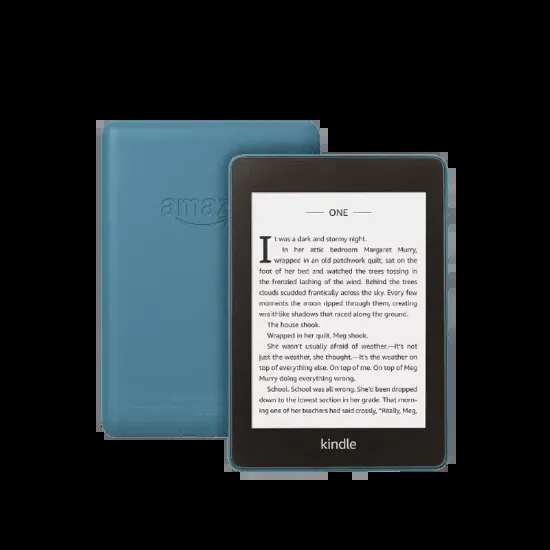 amaz
ONE
It was a dark and stormy night.
In her attic bedroom Margaret Murry,
wrapped in an old patchwork quilt, sat on the
foot of her bed and watched the trees tossing in
the frenzied lashing of the wind. Behind the trees
clouds scudded frantically across the sky. Every few
moments the moon ripped through them, creating
wraithlike shadows that raced along the ground.
The house shook.
Wrapped in her quilt, Meg shook.
She wasn't usually afraid of weather.—It's not
just the weather, she thought.—It's the weather on
top of everything else. On top of me. On top of Meg
Murry doing everything wrong.
School. School was all wrong. She'd been dropped
down to the lowest section in her grade. That morn-
ing one of her teachers had said crossly, "Really, Meg,
kindle